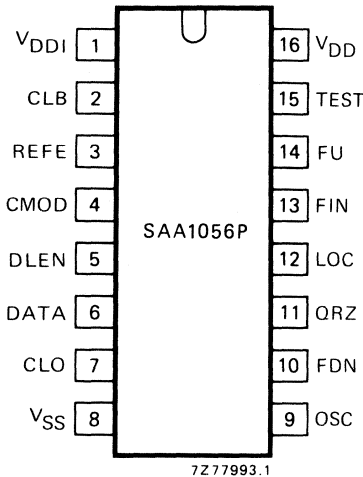 VDDI 1 16 VDD
CLB 2 15 TEST
REFE 3 14 FU
CMOD 4 13 FIN
SAA1056P
DLEN 5 12 LOC
DATA 6 11 QRZ
CLO 7 10 FDN
VSS 8 9 OSC
7Z77993.1